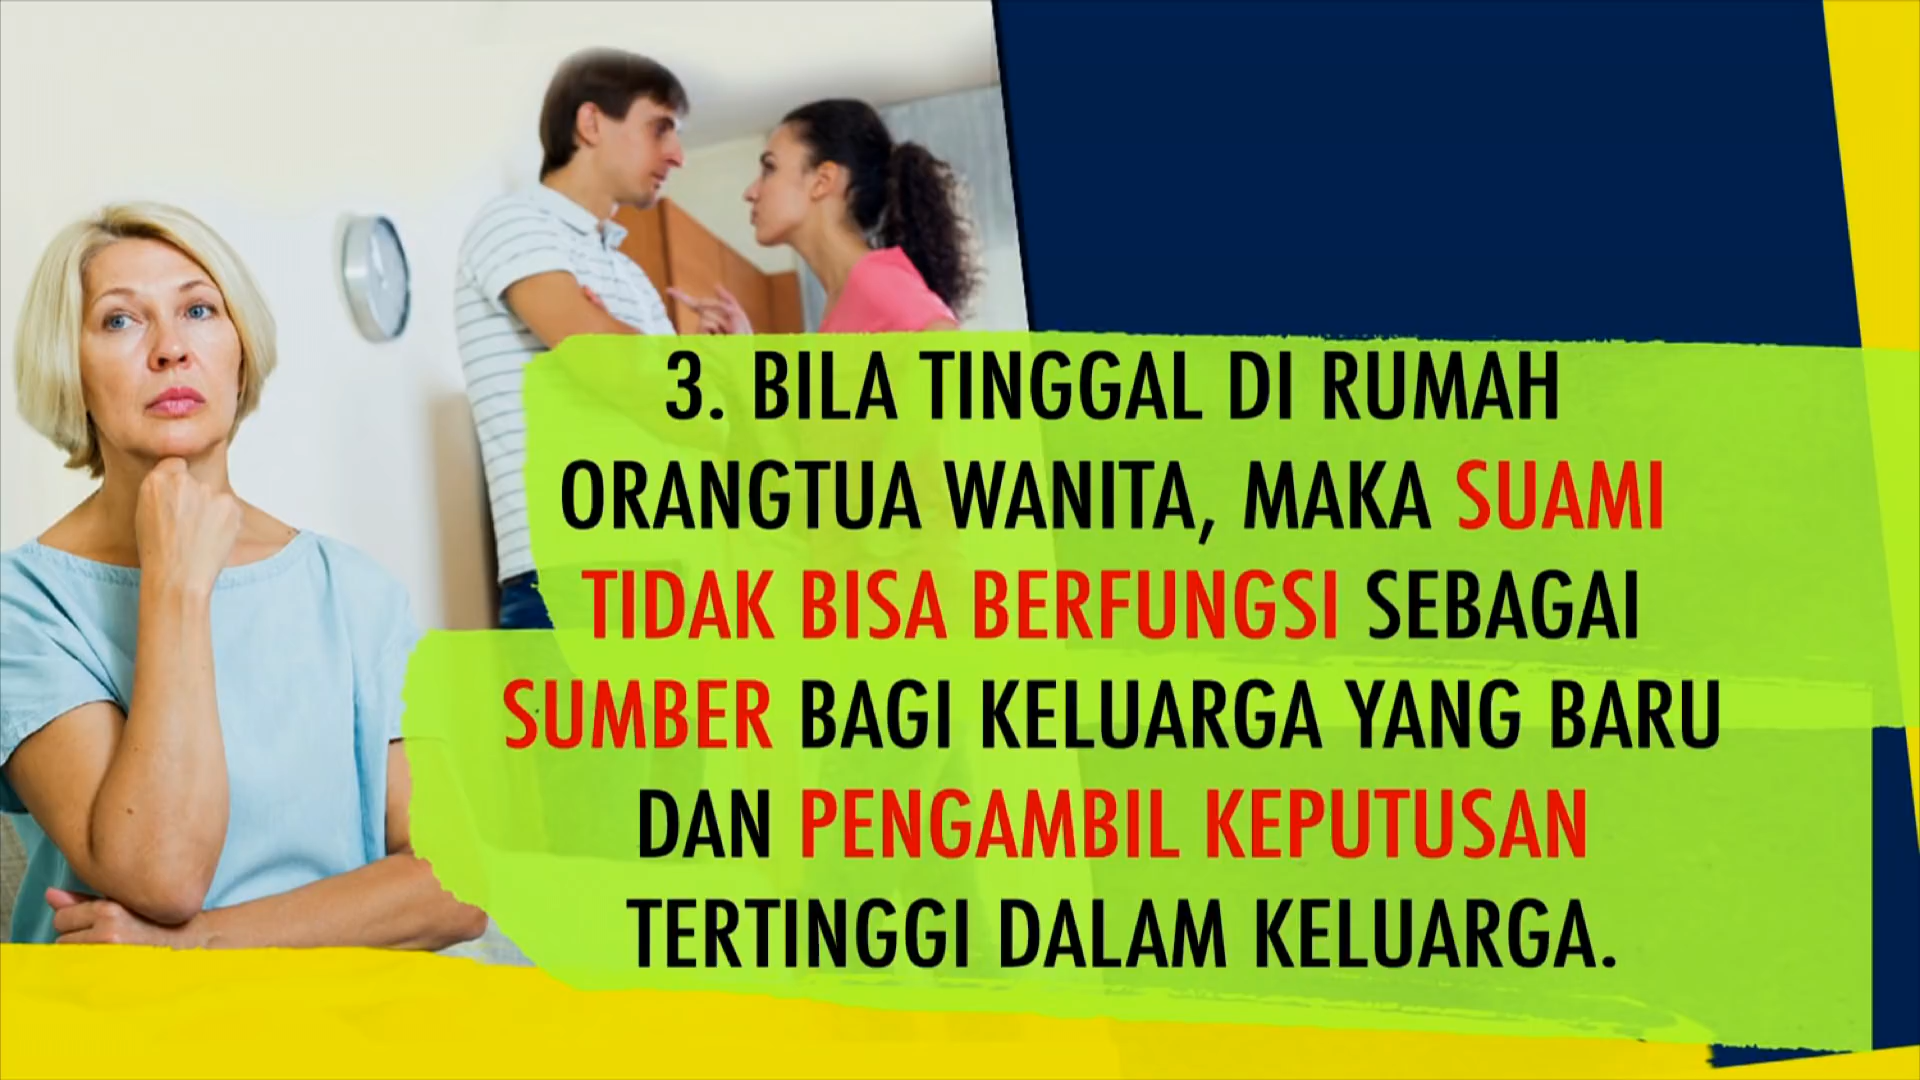 3. BILA TINGGAL DI RUMAH
ORANGTUA WANITA, MAKA SUAMI
TIDAK BISA BERFUNGSI SEBAGAI
SUMBER BAGI KELUARGA YANG BARU
DAN PENGAMBIL KEPUTUSAN
TERTINGGI DALAM KELUARGA.